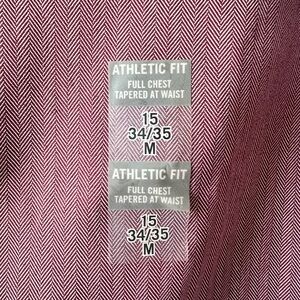 ATHLETIC FIT
FULL CHEST
TAPERED AT WAIST
15
34/35
M
ATHLETIC FIT
FULL CHEST
TAPERED AT WAIST
15
34/35
M